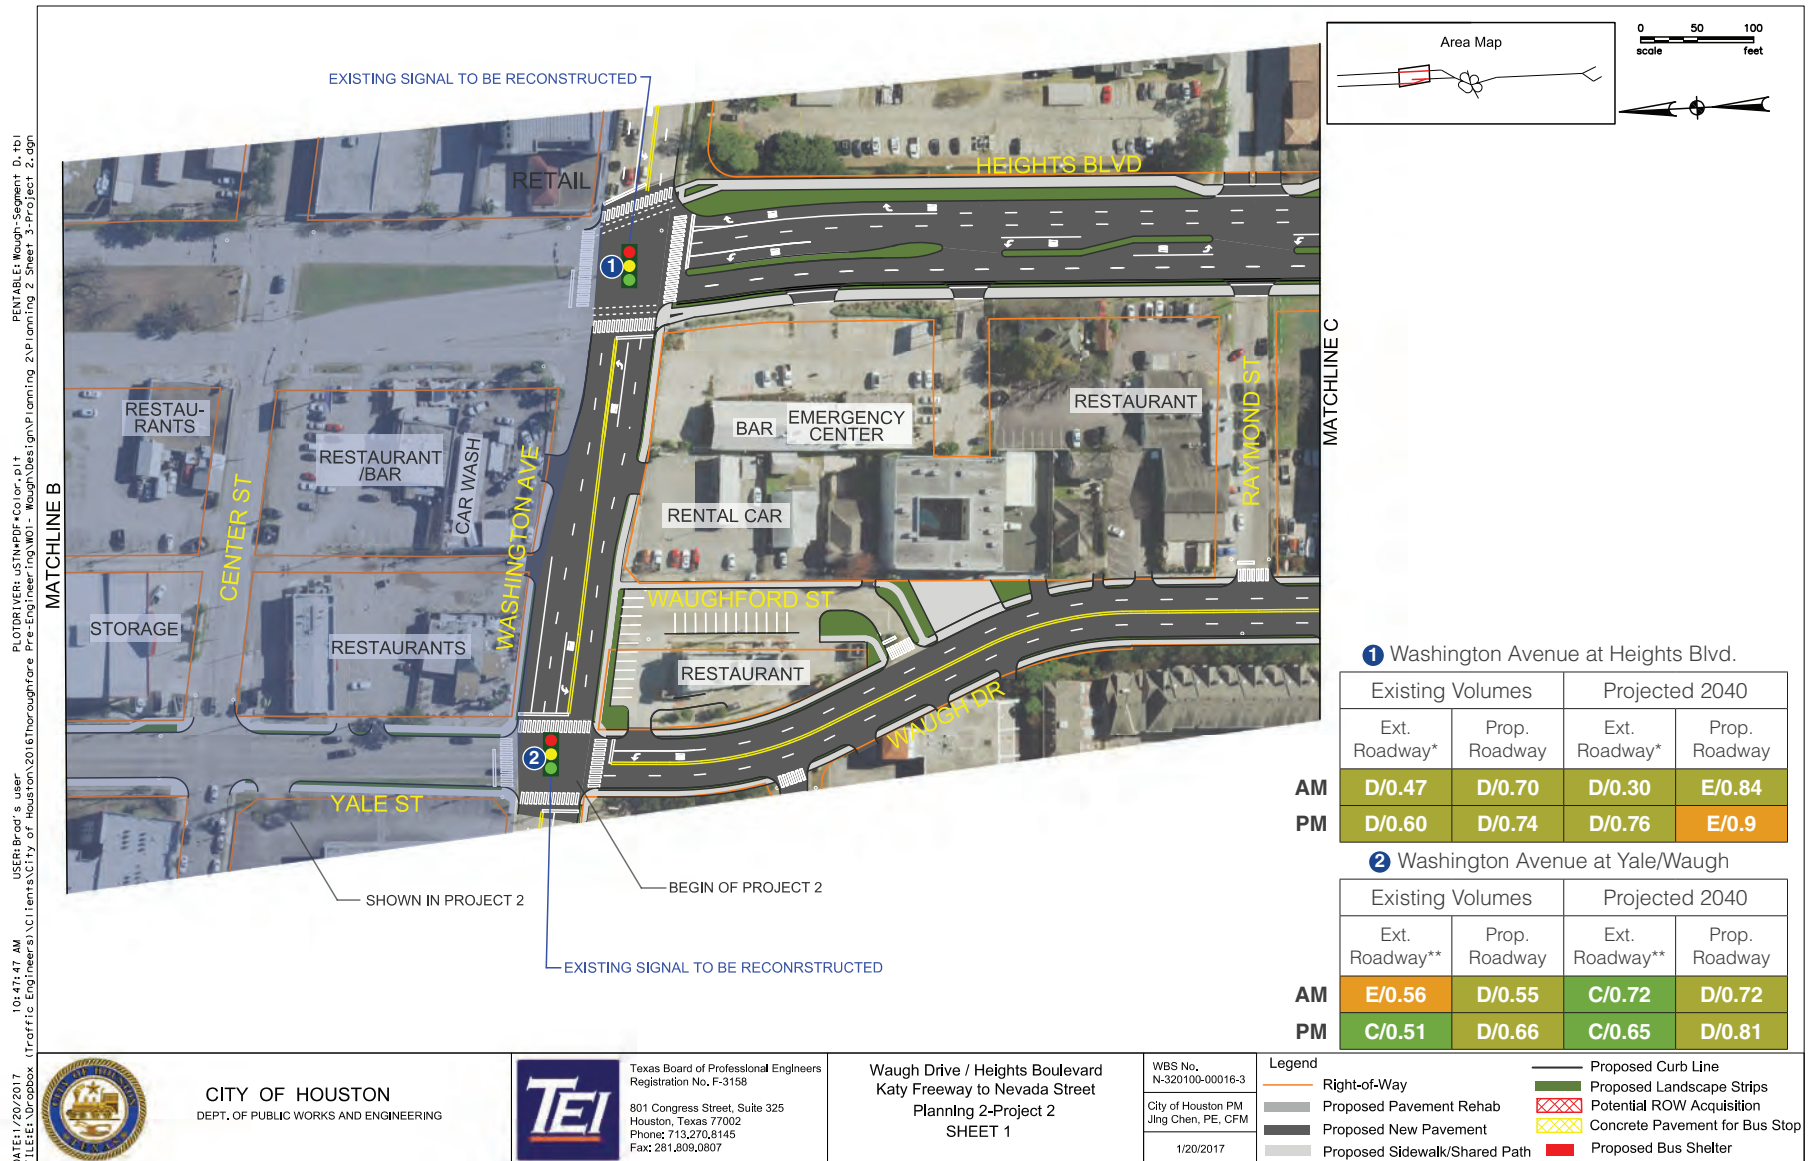 EXISTING SIGNAL TO BE RECONSTRUCTED
Area Map
0 50 100
scale feet
HEIGHTS BLVD
RETAIL
1
MATCHLINE B
MATCHLINE C
RESTAU-
RANTS
RESTAURANT
/BAR
CAR WASH
CENTER ST
WASHINGTON AVE
BAR
EMERGENCY
CENTER
RESTAURANT
RAYMOND ST
RENTAL CAR
STORAGE
RESTAURANTS
WAUGHFORD ST
RESTAURANT
WAUGH DR
2
YALE ST
SHOWN IN PROJECT 2
BEGIN OF PROJECT 2
EXISTING SIGNAL TO BE RECONRSTRUCTED
1 Washington Avenue at Heights Blvd.
Existing Volumes Projected 2040
Ext. Roadway* Prop. Roadway Ext. Roadway* Prop. Roadway
AM D/0.47 D/0.70 D/0.30 E/0.84
PM D/0.60 D/0.74 D/0.76 E/0.9
2 Washington Avenue at Yale/Waugh
Existing Volumes Projected 2040
Ext. Roadway** Prop. Roadway Ext. Roadway** Prop. Roadway
AM E/0.56 D/0.55 C/0.72 D/0.72
PM C/0.51 D/0.66 C/0.65 D/0.81
CITY OF HOUSTON
DEPT. OF PUBLIC WORKS AND ENGINEERING
TEI
Texas Board of Professional Engineers
Registration No. F-3158
801 Congress Street, Suite 325
Houston, Texas 77002
Phone: 713.270.8145
Fax: 281.809.0807
Waugh Drive / Heights Boulevard
Katy Freeway to Nevada Street
Planning 2-Project 2
SHEET 1
WBS No.
N-320100-00016-3
City of Houston PM
Jing Chen, PE, CFM
1/20/2017
Legend
Right-of-Way
Proposed Pavement Rehab
Proposed New Pavement
Proposed Sidewalk/Shared Path
Proposed Curb Line
Proposed Landscape Strips
Potential ROW Acquisition
Concrete Pavement for Bus Stop
Proposed Bus Shelter
DATE:1/20/2017 10:47:47 AM USER:Brad's user